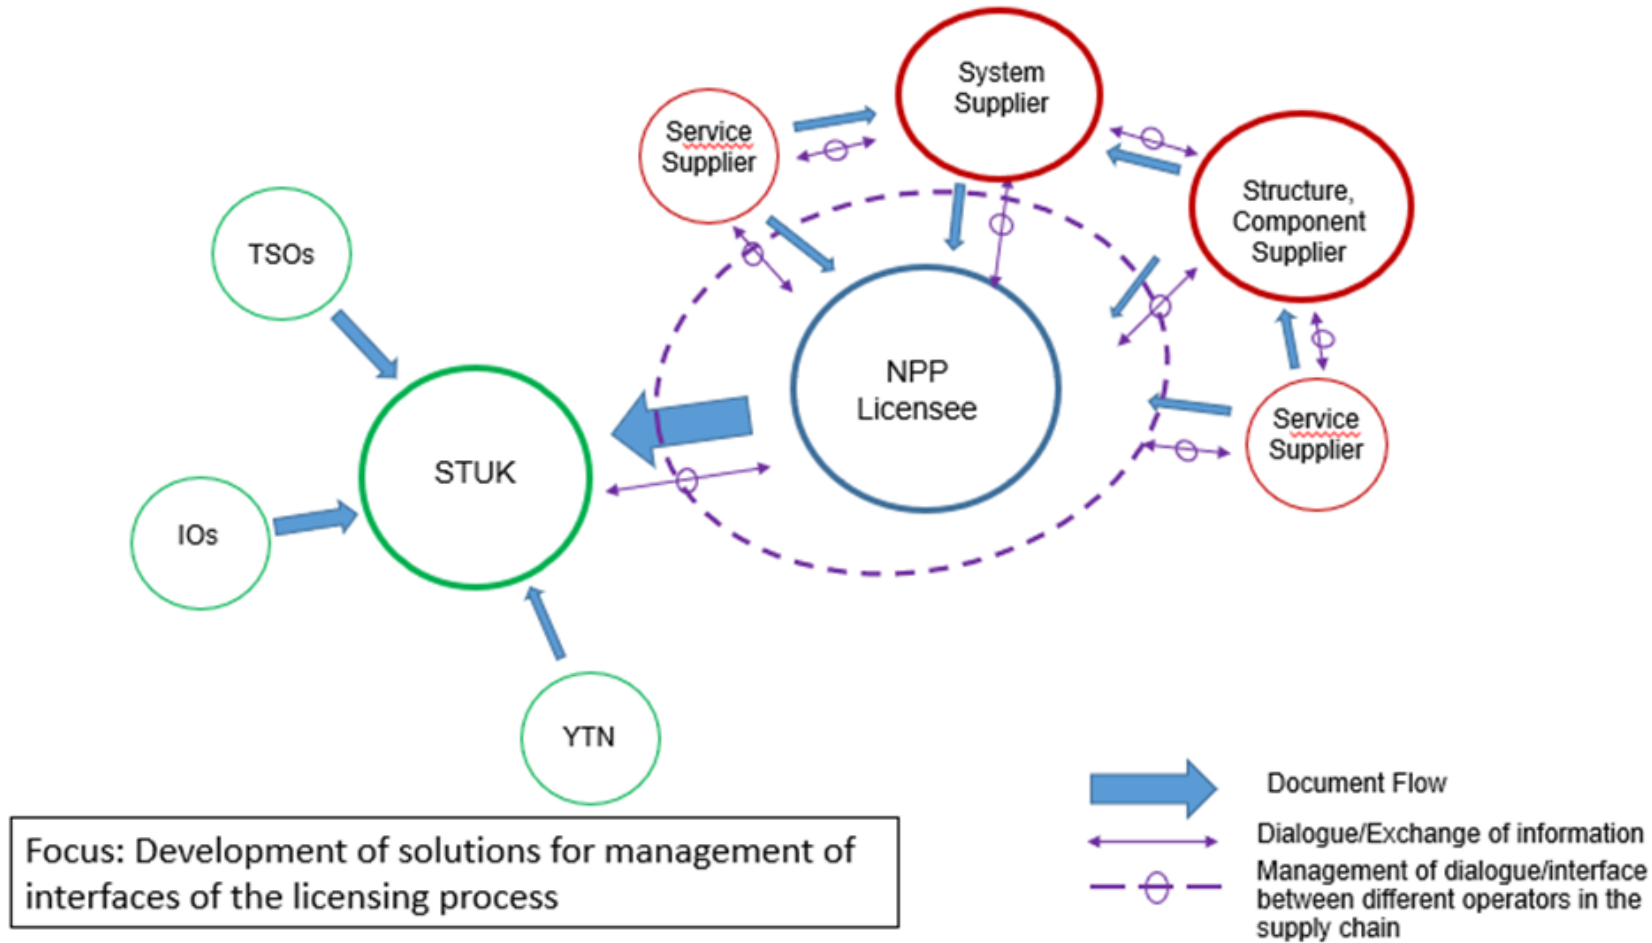 System
Supplier
Service
Supplier
Structure,
Component
Supplier
TSOs
NPP
Licensee
Service
Supplier
STUK
IOs
YTN
Document Flow
Dialogue/Exchange of information
Management of dialogue/interface
between different operators in the
supply chain
Focus: Development of solutions for management of
interfaces of the licensing process